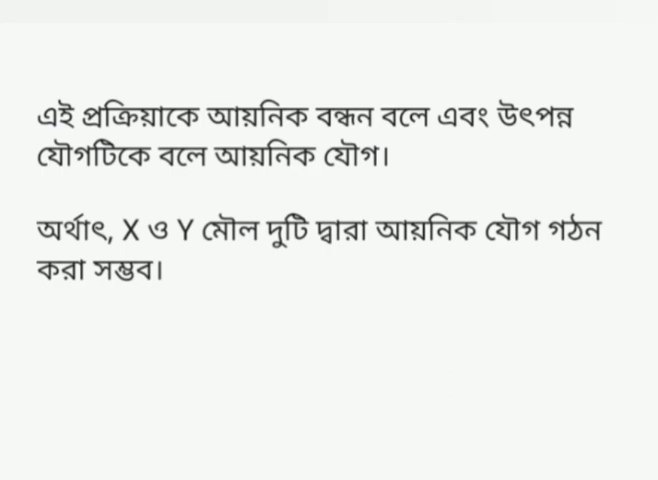 এই প্রক্রিয়াকে আয়নিক বন্ধন বলে এবং উৎপন্ন
যৌগটিকে বলে আয়নিক যৌগ।
অর্থাৎ, X ও Y মৌল দুটি দ্বারা আয়নিক যৌগ গঠন
করা সম্ভব।